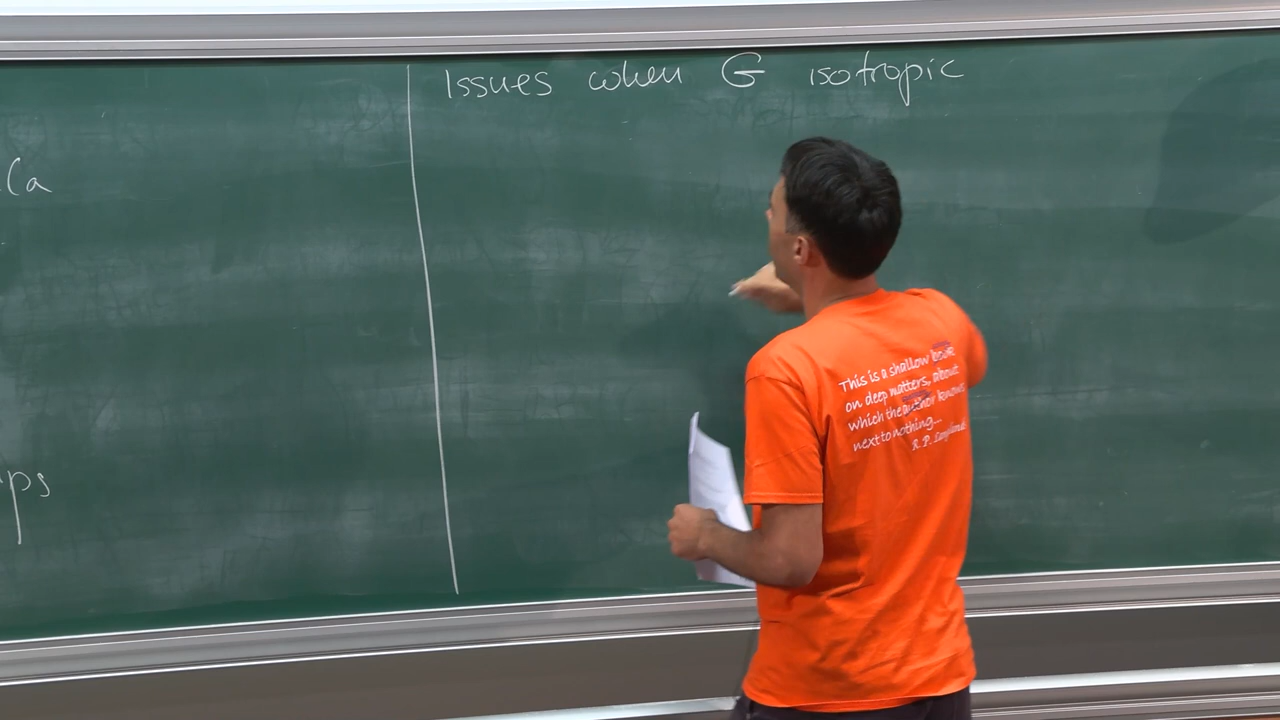 Issues when G isotropic
Ca
ps
This is a shallow
on deep matters, about
which the author knows
next to nothing...
R. P. Langlands